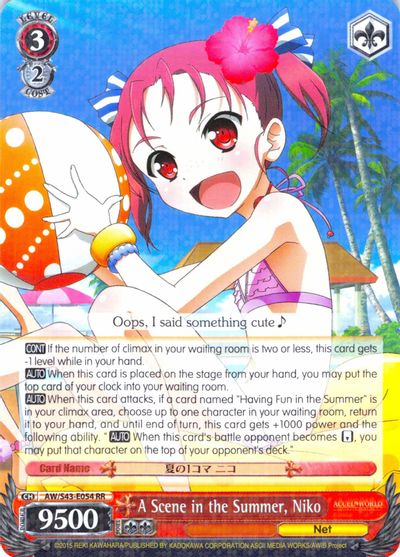 LEVEL
3
2
COST
Oops, I said something cute♪
CONT If the number of climax in your waiting room is two or less, this card gets
-1 level while in your hand.
AUTO When this card is placed on the stage from your hand, you may put the
top card of your clock into your waiting room.
AUTO When this card attacks, if a card named "Having Fun in the Summer" is
in your climax area, choose up to one character in your waiting room, return
it to your hand, and until end of turn, this card gets +1000 power and the
following ability. "AUTO When this card's battle opponent becomes [ ], you
may put that character on the top of your opponent's deck."
Card Name
夏の1コマ ニコ
CH AW/S43-E054 RR
A Scene in the Summer, Niko
ACCEL WORLD
POWER
9500
Net
©2015 REKI KAWAHARA/PUBLISHED BY KADOKAWA CORPORATION ASCII MEDIA WORKS/AWIB Project